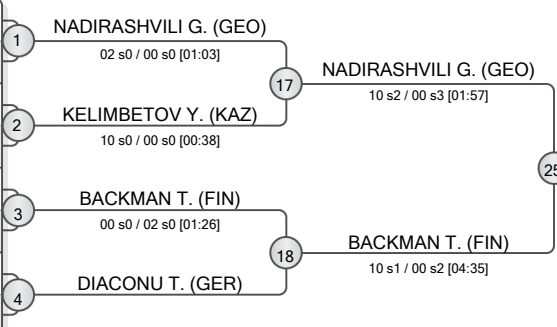 1
NADIRASHVILI G. (GEO)
02 s0 / 00 s0 [01:03]
17
NADIRASHVILI G. (GEO)
10 s2 / 00 s3 [01:57]
2
KELIMBETOV Y. (KAZ)
10 s0 / 00 s0 [00:38]
25
3
BACKMAN T. (FIN)
00 s0 / 02 s0 [01:26]
18
BACKMAN T. (FIN)
10 s1 / 00 s2 [04:35]
4
DIACONU T. (GER)